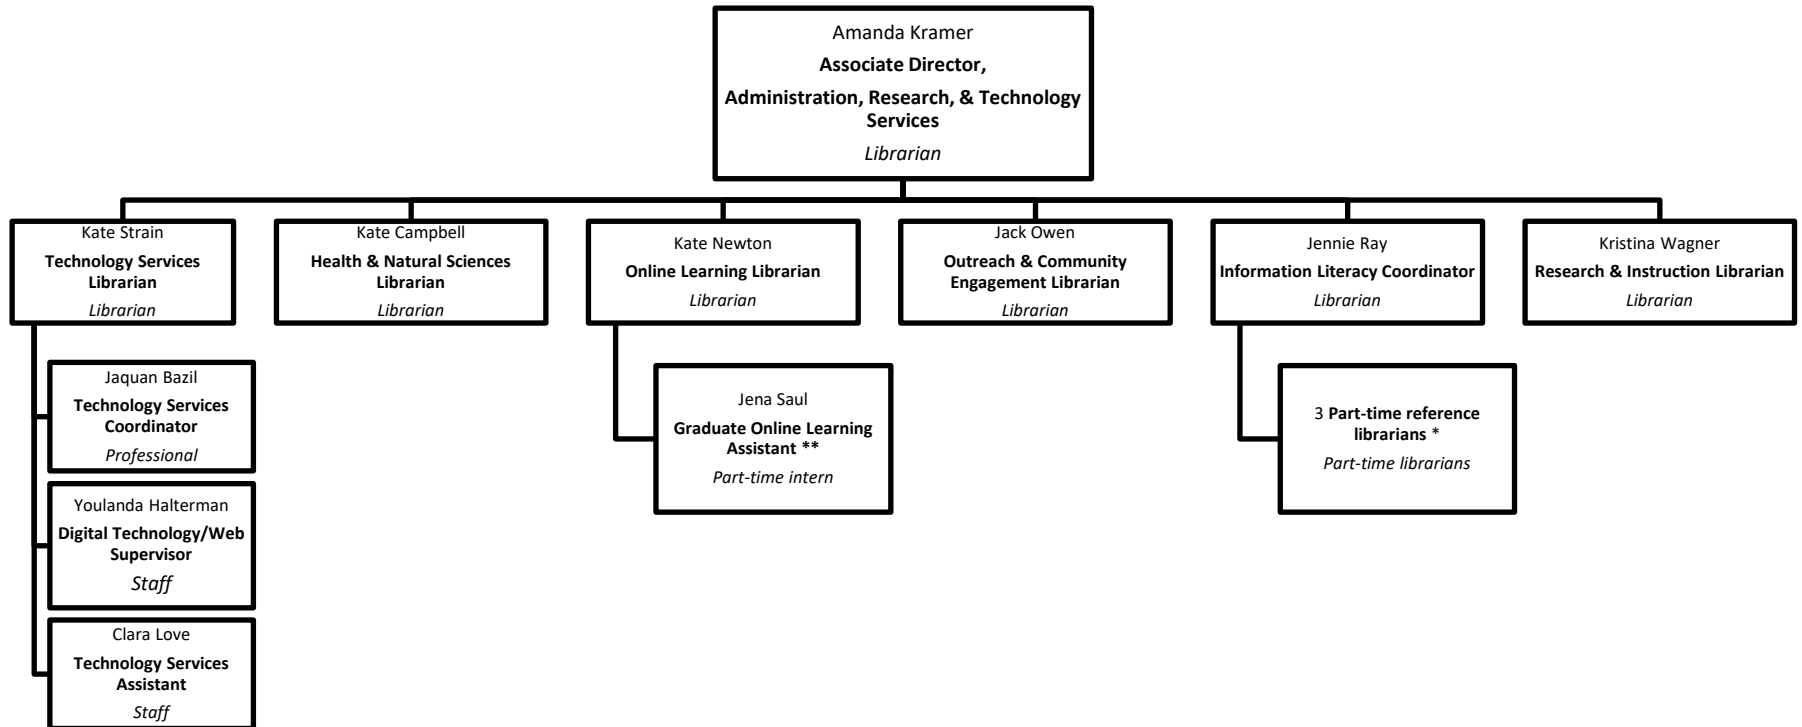 Amanda Kramer
Associate Director,
Administration, Research, & Technology
Services
Librarian
Kate Strain
Technology Services
Librarian
Librarian
Kate Campbell
Health & Natural Sciences
Librarian
Librarian
Kate Newton
Online Learning Librarian
Librarian
Jack Owen
Outreach & Community
Engagement Librarian
Librarian
Jennie Ray
Information Literacy Coordinator
Librarian
Kristina Wagner
Research & Instruction Librarian
Librarian
Jaquan Bazil
Technology Services
Coordinator
Professional
Youlanda Halterman
Digital Technology/Web
Supervisor
Staff
Clara Love
Technology Services
Assistant
Staff
Jena Saul
Graduate Online Learning
Assistant **
Part-time intern
3 Part-time reference
librarians *
Part-time librarians